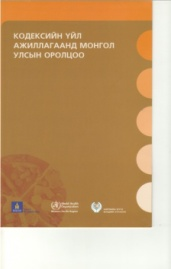 КОДЕКСИЙН ҮЙЛ
АЖИЛЛАГААНД МОНГОЛ
УЛСЫН ОРОЛЦОО